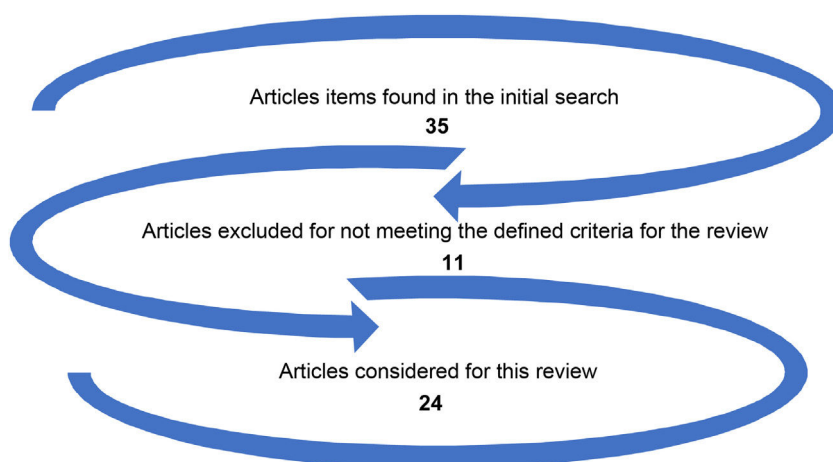 Articles items found in the initial search
35
Articles excluded for not meeting the defined criteria for the review
11
Articles considered for this review
24